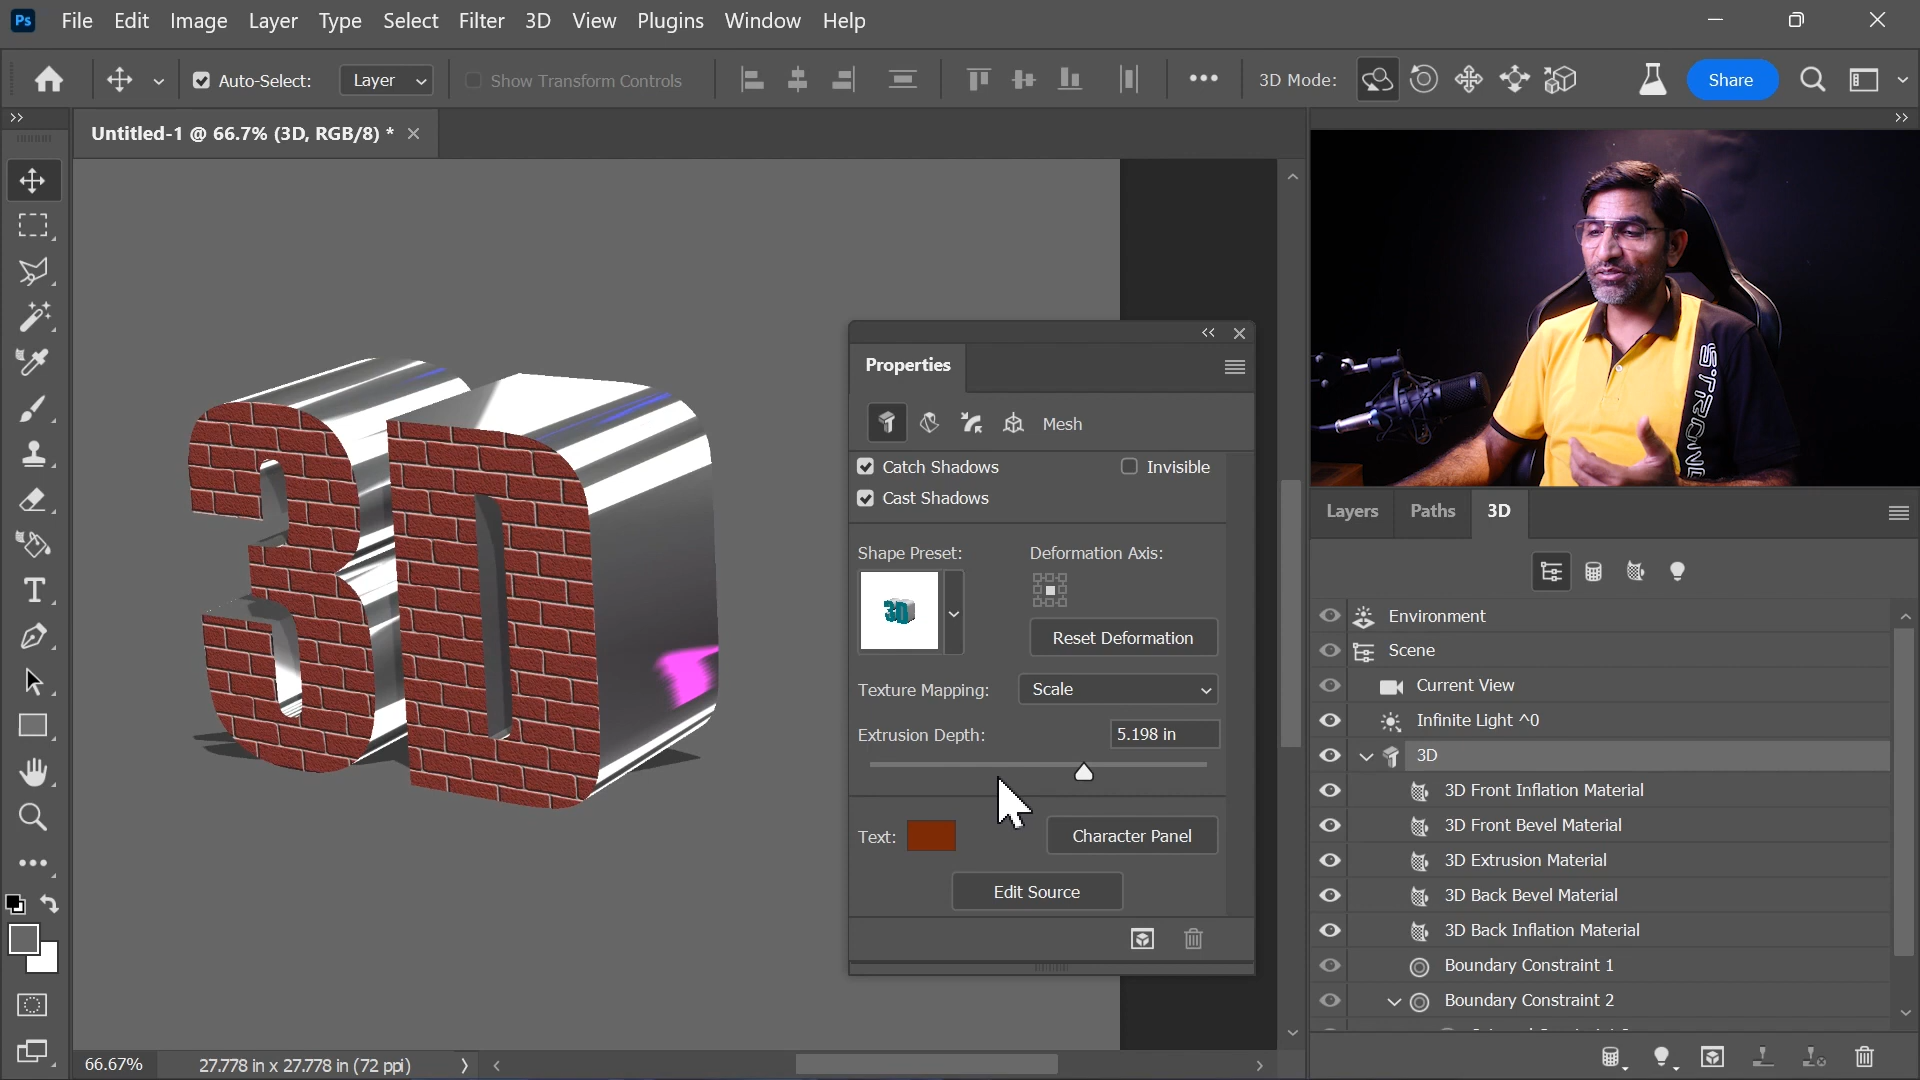 Ps File Edit Image Layer Type Select Filter 3D View Plugins Window Help
Auto-Select: Layer Show Transform Controls 3D Mode: Share
Untitled-1 @ 66.7% (3D, RGB/8) *
3D
Properties
Mesh
Catch Shadows Invisible
Cast Shadows
Shape Preset: Deformation Axis:
3D
Reset Deformation
Texture Mapping: Scale
Extrusion Depth: 5.198 in
Text: Character Panel
Edit Source
66.67% 27.778 in x 27.778 in (72 ppi)
STRONG
Layers Paths 3D
Environment
Scene
Current View
Infinite Light ^0
3D
3D Front Inflation Material
3D Front Bevel Material
3D Extrusion Material
3D Back Bevel Material
3D Back Inflation Material
Boundary Constraint 1
Boundary Constraint 2